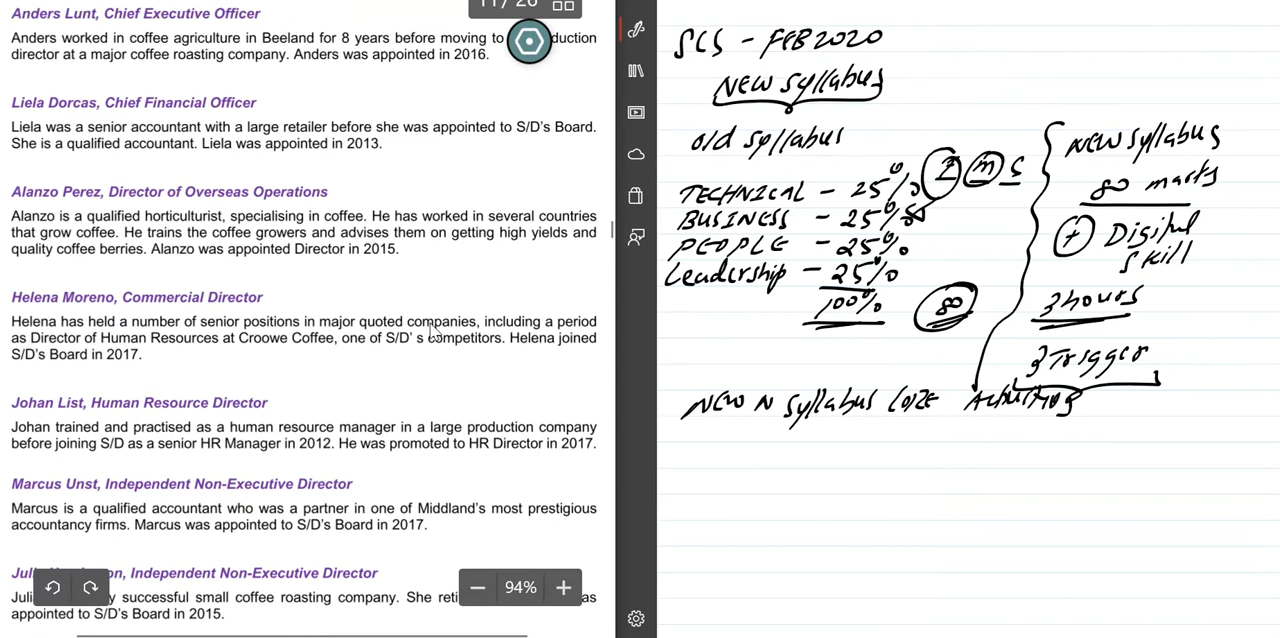 Anders Lunt, Chief Executive Officer
Anders worked in coffee agriculture in Beeland for 8 years before moving to duction
director at a major coffee roasting company. Anders was appointed in 2016.
Liela Dorcas, Chief Financial Officer
Liela was a senior accountant with a large retailer before she was appointed to S/D's Board.
She is a qualified accountant. Liela was appointed in 2013.
Alanzo Perez, Director of Overseas Operations
Alanzo is a qualified horticulturist, specialising in coffee. He has worked in several countries
that grow coffee. He trains the coffee growers and advises them on getting high yields and
quality coffee berries. Alanzo was appointed Director in 2015.
Helena Moreno, Commercial Director
Helena has held a number of senior positions in major quoted companies, including a period
as Director of Human Resources at Croowe Coffee, one of S/D' s competitors. Helena joined
S/D's Board in 2017.
Johan List, Human Resource Director
Johan trained and practised as a human resource manager in a large production company
before joining S/D as a senior HR Manager in 2012. He was promoted to HR Director in 2017.
Marcus Unst, Independent Non-Executive Director
Marcus is a qualified accountant who was a partner in one of Middland's most prestigious
accountancy firms. Marcus was appointed to S/D's Board in 2017.
on, Independent Non-Executive Director
successful small coffee roasting company. She as
appointed to S/D's Board in 2015.
94%
SCS - FEB 2020
NEW syllabus
old syllabus
TECHNICAL - 25%
BUSINESS - 25%
PEOPLE - 25%
Leadership - 25%
100%
80
E m S
NEW syllabus
80 marks
+ Digital
skill
3 hours
3 Trigger
NEW N syllabus CORE Activities